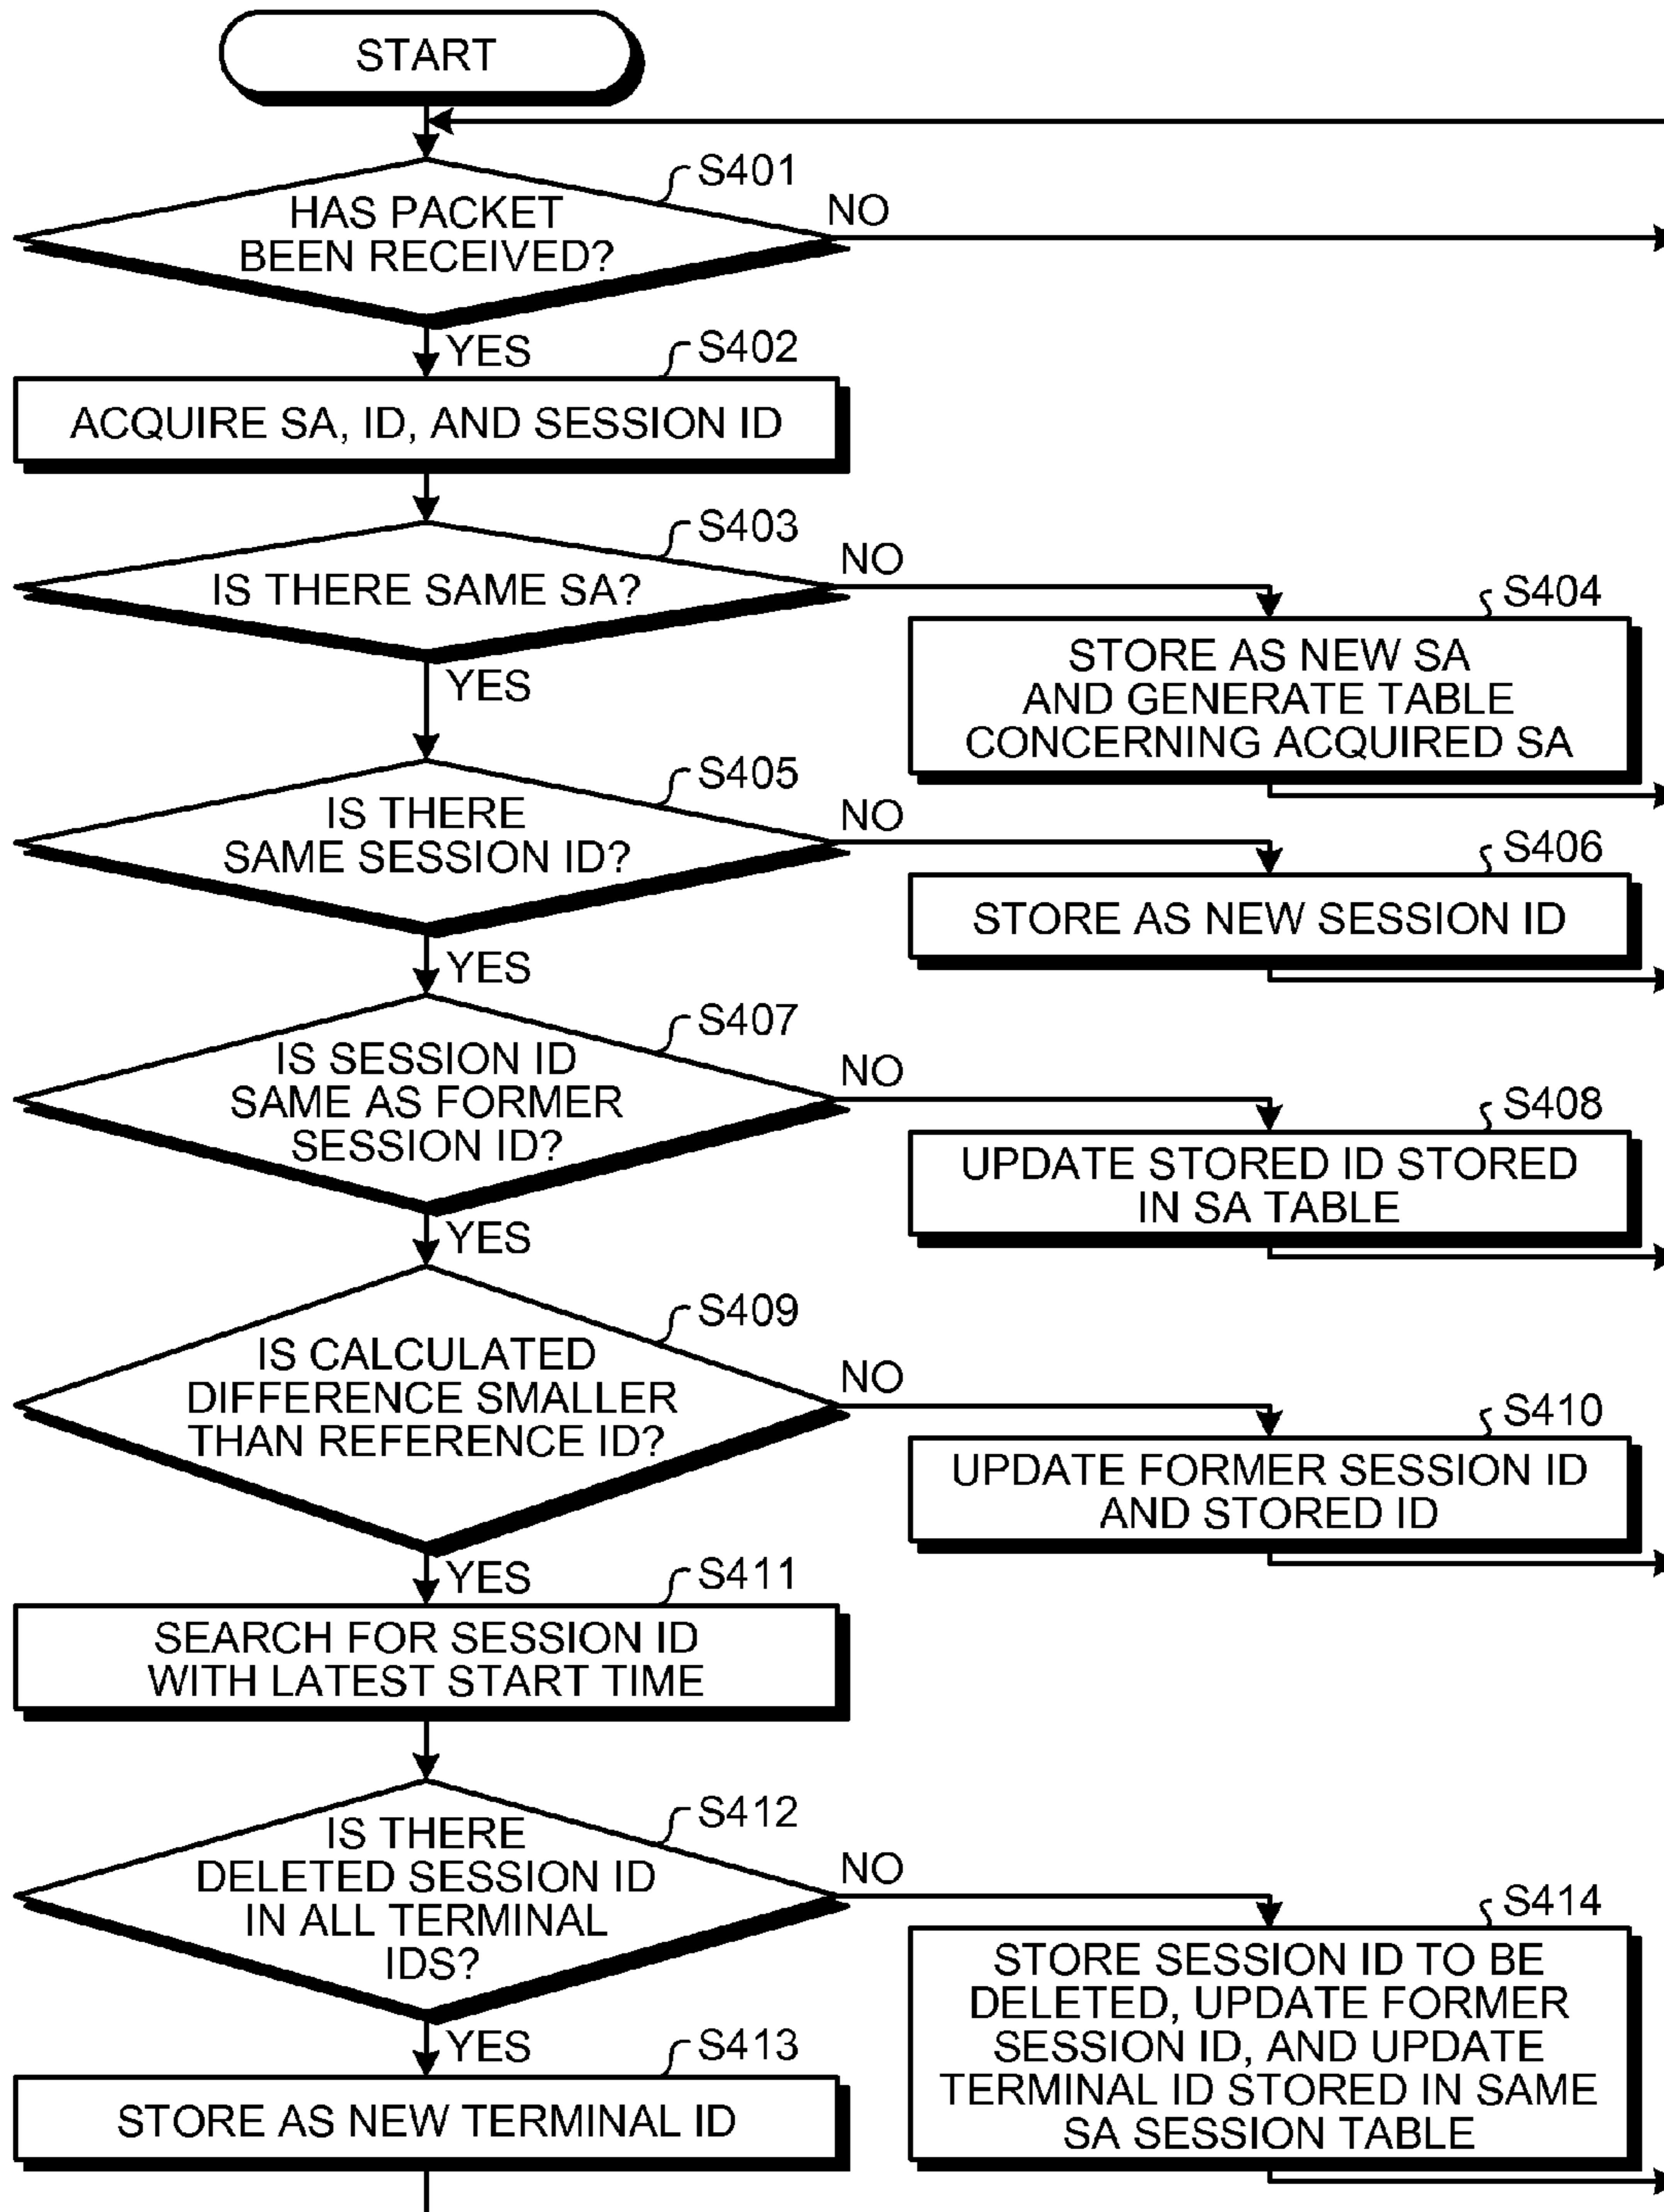 START
S401
HAS PACKET
BEEN RECEIVED?
NO
YES
S402
ACQUIRE SA, ID, AND SESSION ID
S403
IS THERE SAME SA?
NO
YES
S404
STORE AS NEW SA
AND GENERATE TABLE
CONCERNING ACQUIRED SA
S405
IS THERE
SAME SESSION ID?
NO
YES
S406
STORE AS NEW SESSION ID
S407
IS SESSION ID
SAME AS FORMER
SESSION ID?
NO
YES
S408
UPDATE STORED ID STORED
IN SA TABLE
S409
IS CALCULATED
DIFFERENCE SMALLER
THAN REFERENCE ID?
NO
YES
S410
UPDATE FORMER SESSION ID
AND STORED ID
S411
SEARCH FOR SESSION ID
WITH LATEST START TIME
S412
IS THERE
DELETED SESSION ID
IN ALL TERMINAL
IDS?
NO
YES
S413
STORE AS NEW TERMINAL ID
S414
STORE SESSION ID TO BE
DELETED, UPDATE FORMER
SESSION ID, AND UPDATE
TERMINAL ID STORED IN SAME
SA SESSION TABLE